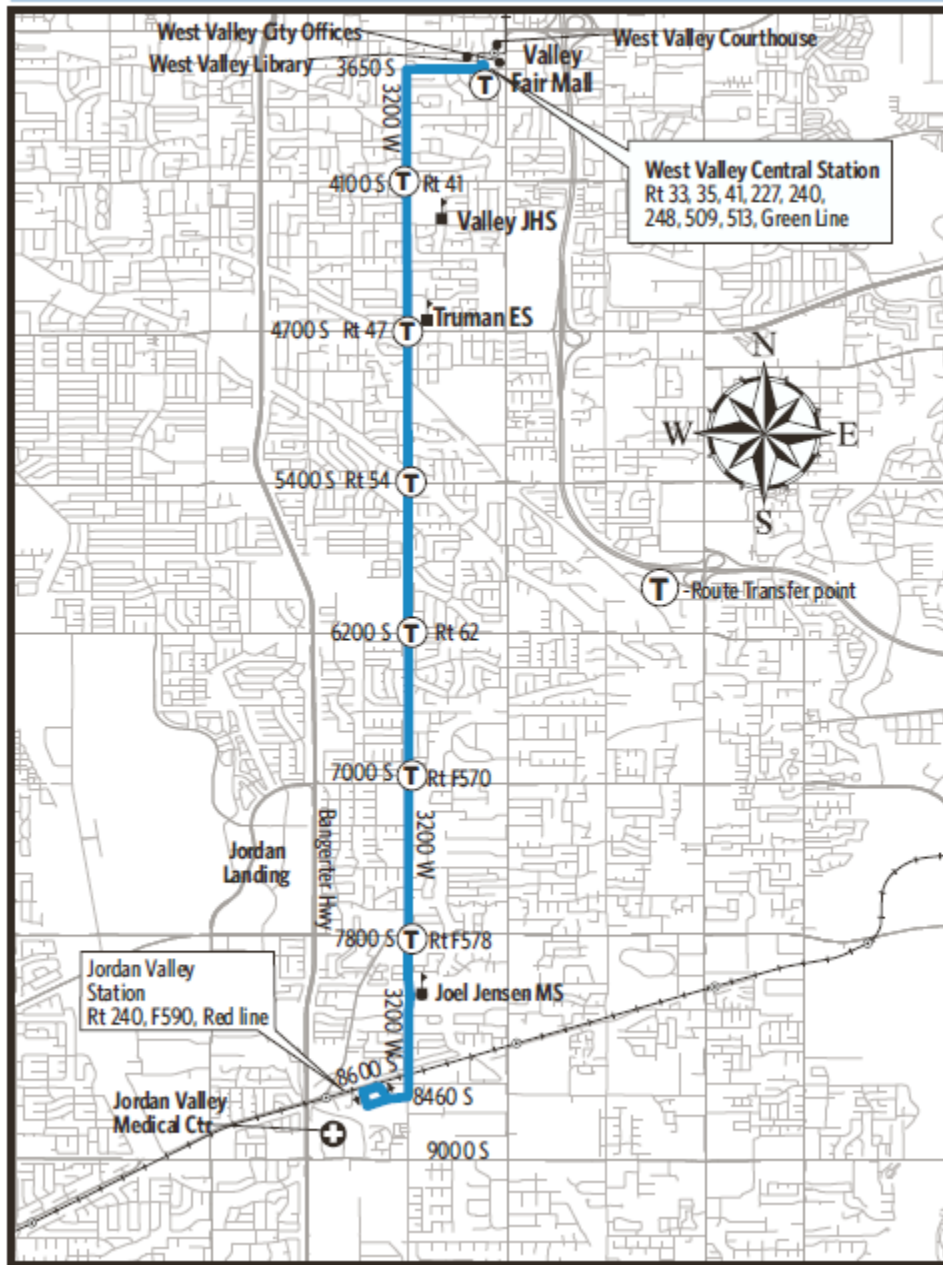 West Valley City Offices
West Valley Courthouse
West Valley Library
3650 S
Valley
Fair Mall
T
3200 W
West Valley Central Station
Rt 33, 35, 41, 227, 240,
248, 509, 513, Green Line
4100 S T Rt 41
Valley JHS
Truman ES
4700 S Rt 47 T
N
W E
S
5400 S Rt 54 T
T -Route Transfer point
6200 S T Rt 62
7000 S T Rt F570
Bangerter Hwy
3200 W
Jordan
Landing
7800 S T Rt F578
Jordan Valley
Station
Rt 240, F590, Red line
Joel Jensen MS
3200 W
8600 S
8460 S
Jordan Valley
Medical Ctr
9000 S